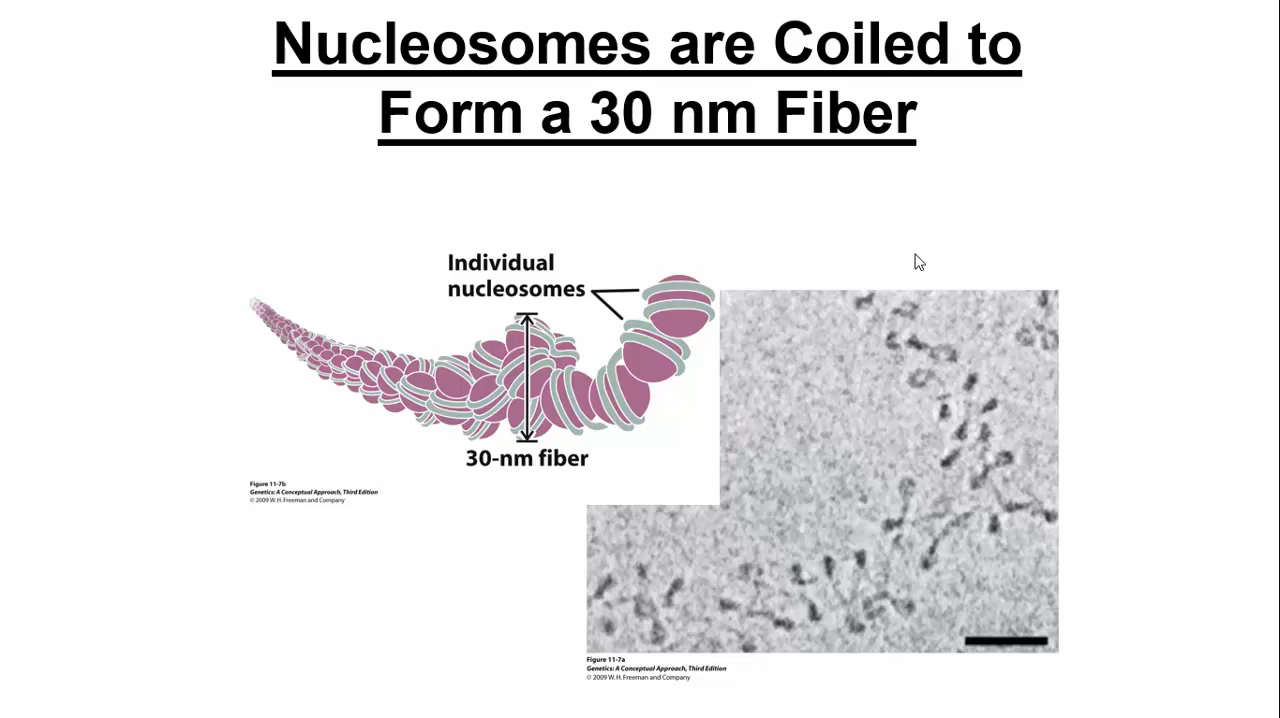 Nucleosomes are Coiled to
Form a 30 nm Fiber
Individual
nucleosomes
30-nm fiber
Figure 11-7b
Genetics: A Conceptual Approach, Third Edition
© 2009 W. H. Freeman and Company
Figure 11-7a
Genetics: A Conceptual Approach, Third Edition
© 2009 W. H. Freeman and Company